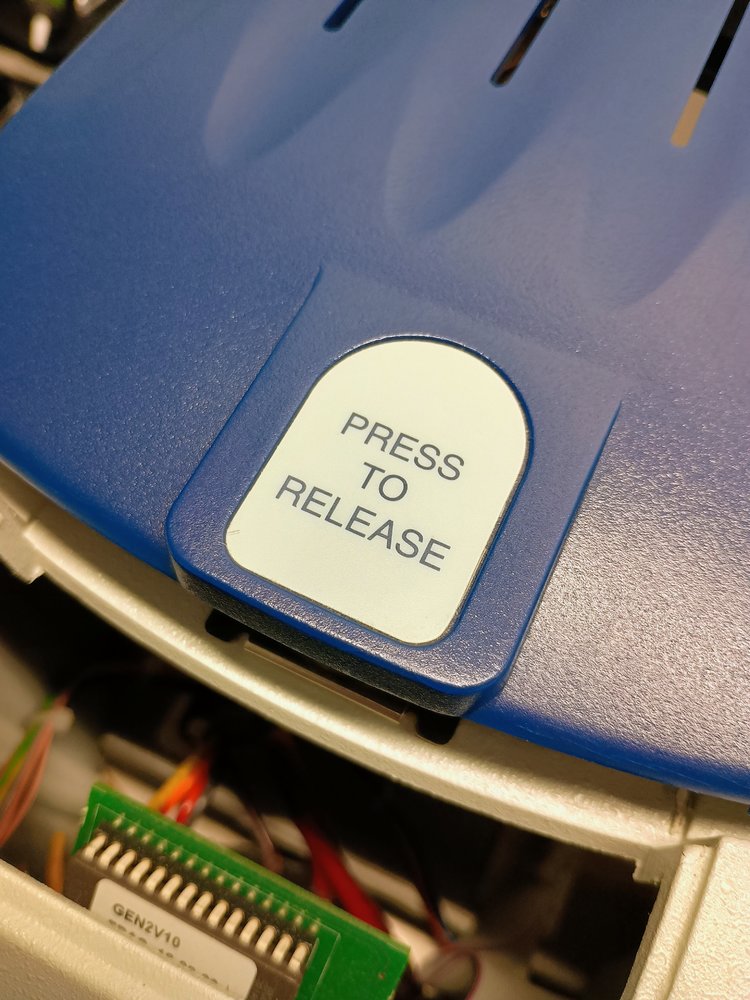 PRESS
TO
RELEASE
GEN2V10